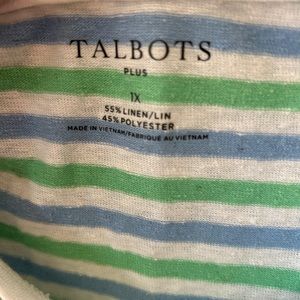 TALBOTS
PLUS
1X
55% LINEN/LIN
45% POLYESTER
MADE IN VIETNAM/FABRIQUÉ AU VIETNAM